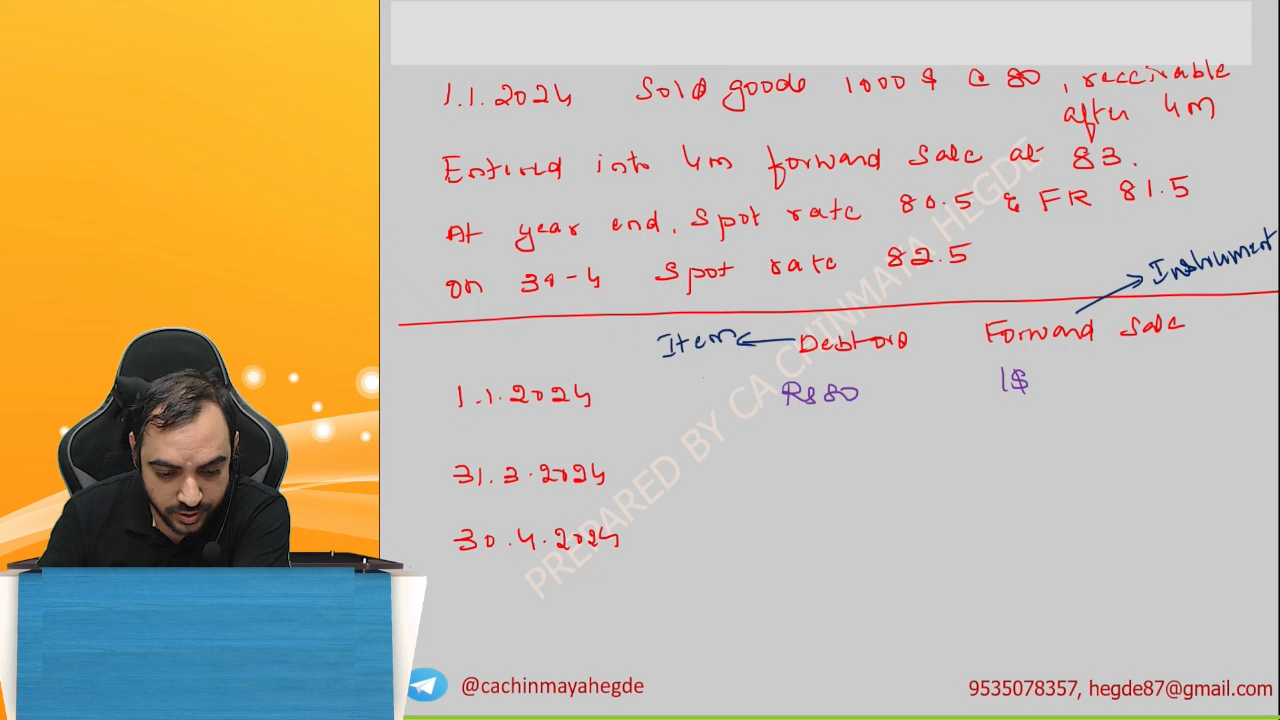 1.1.2024 Sold goods 1000 $ @ 80, receivable
after 4m
Entered into 4m forward sale at 83.
At year end, Spot rate 80.5 & FR 81.5
on 30-4 Spot rate 82.5
Instrument
Item ← Debtors Forward Sale
1.1.2024 Rs 80 1$
31.3.2024
30.4.2024
PREPARED BY CA CHINMAYA HEGDE
@cachinmayahegde
9535078357, hegde87@gmail.com